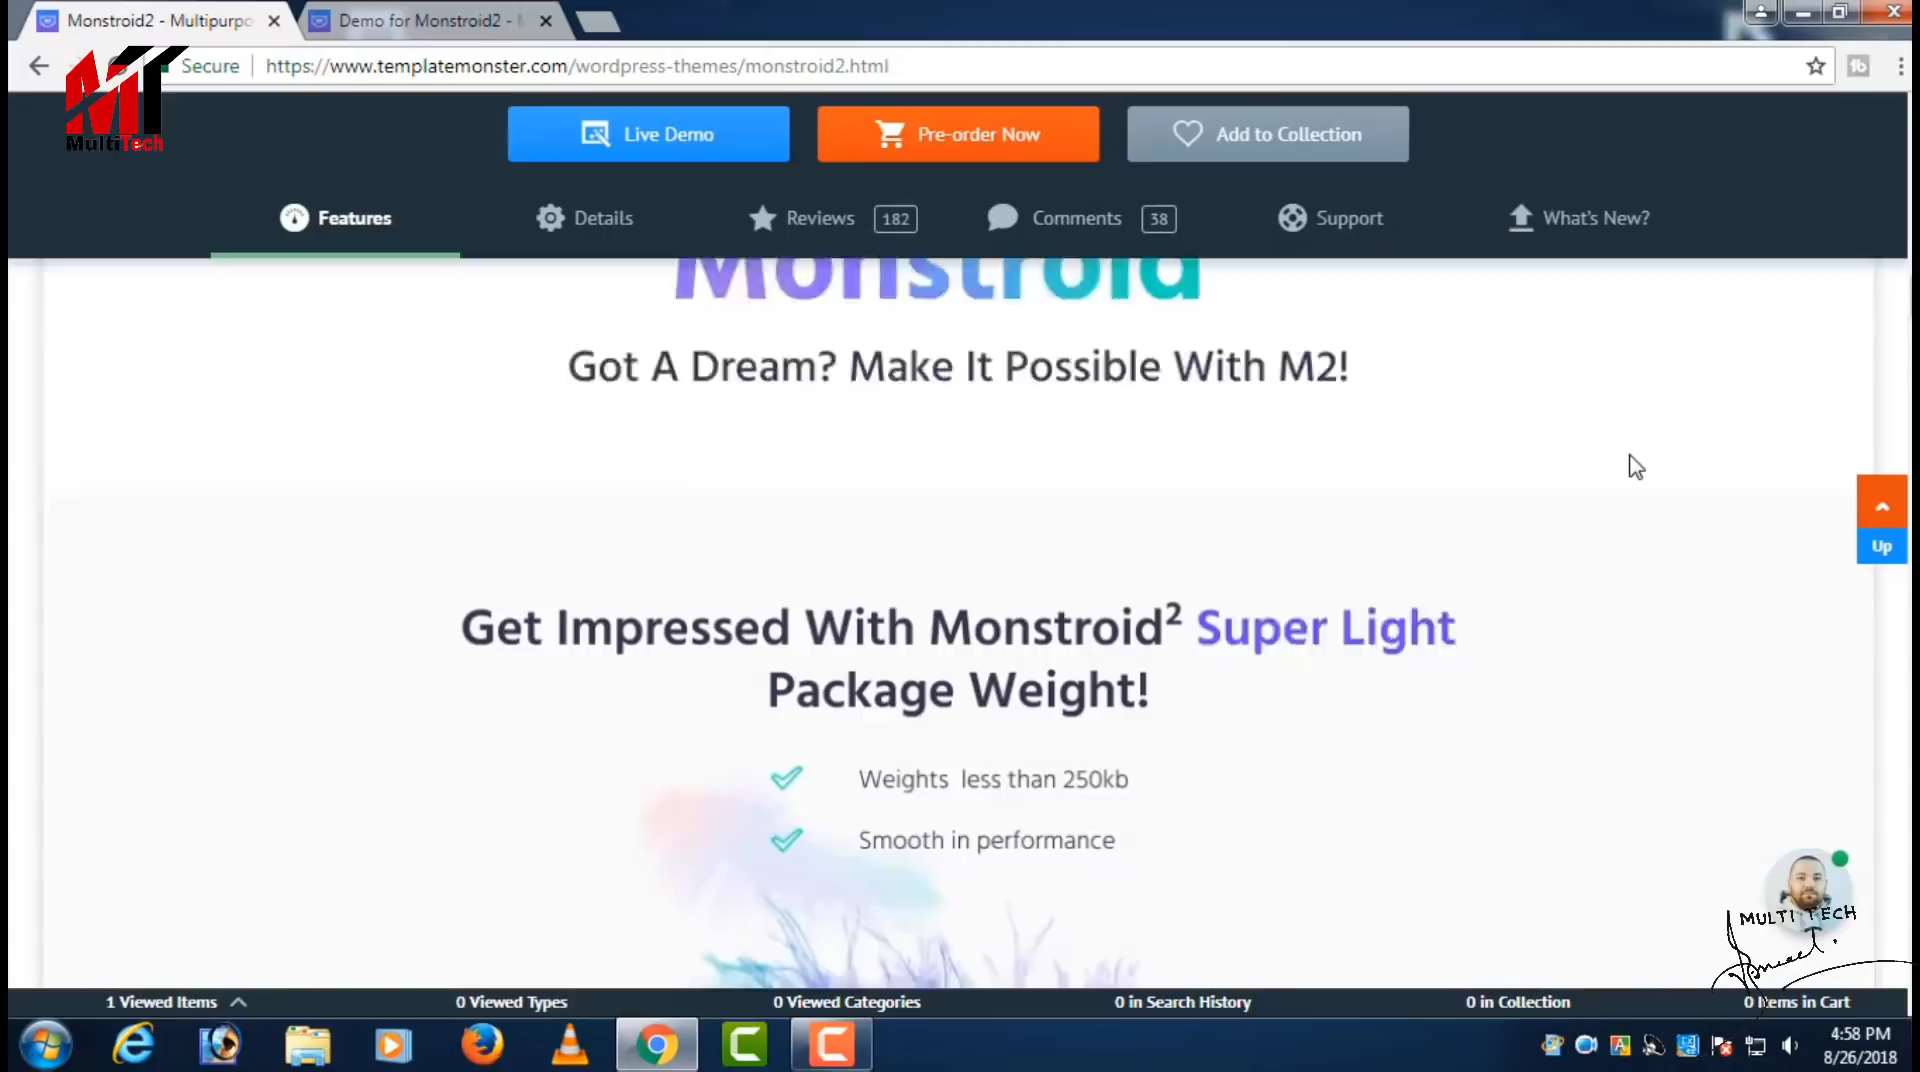 Monstroid2 - Multipurpo
Demo for Monstroid2 -
Secure
https://www.templatemonster.com/wordpress-themes/monstroid2.html
MultiTech
Live Demo
Pre-order Now
Add to Collection
Features
Details
Reviews 182
Comments 38
Support
What's New?
Monstroid
Got A Dream? Make It Possible With M2!
Up
Get Impressed With Monstroid² Super Light
Package Weight!
Weights less than 250kb
Smooth in performance
MULTI TECH
1 Viewed Items
0 Viewed Types
0 Viewed Categories
0 in Search History
0 in Collection
0 Items in Cart
4:58 PM
8/26/2018